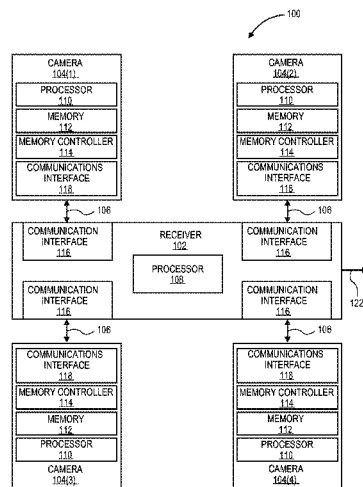 100
CAMERA
104(1)
PROCESSOR
110
MEMORY
112
MEMORY CONTROLLER
114
COMMUNICATIONS
INTERFACE
118
CAMERA
104(2)
PROCESSOR
110
MEMORY
112
MEMORY CONTROLLER
114
COMMUNICATIONS
INTERFACE
118
106
106
COMMUNICATION
INTERFACE
116
RECEIVER
102
COMMUNICATION
INTERFACE
116
PROCESSOR
108
122
COMMUNICATION
INTERFACE
116
COMMUNICATION
INTERFACE
116
106
106
COMMUNICATIONS
INTERFACE
118
MEMORY CONTROLLER
114
MEMORY
112
PROCESSOR
110
CAMERA
104(3)
COMMUNICATIONS
INTERFACE
118
MEMORY CONTROLLER
114
MEMORY
112
PROCESSOR
110
CAMERA
104(4)